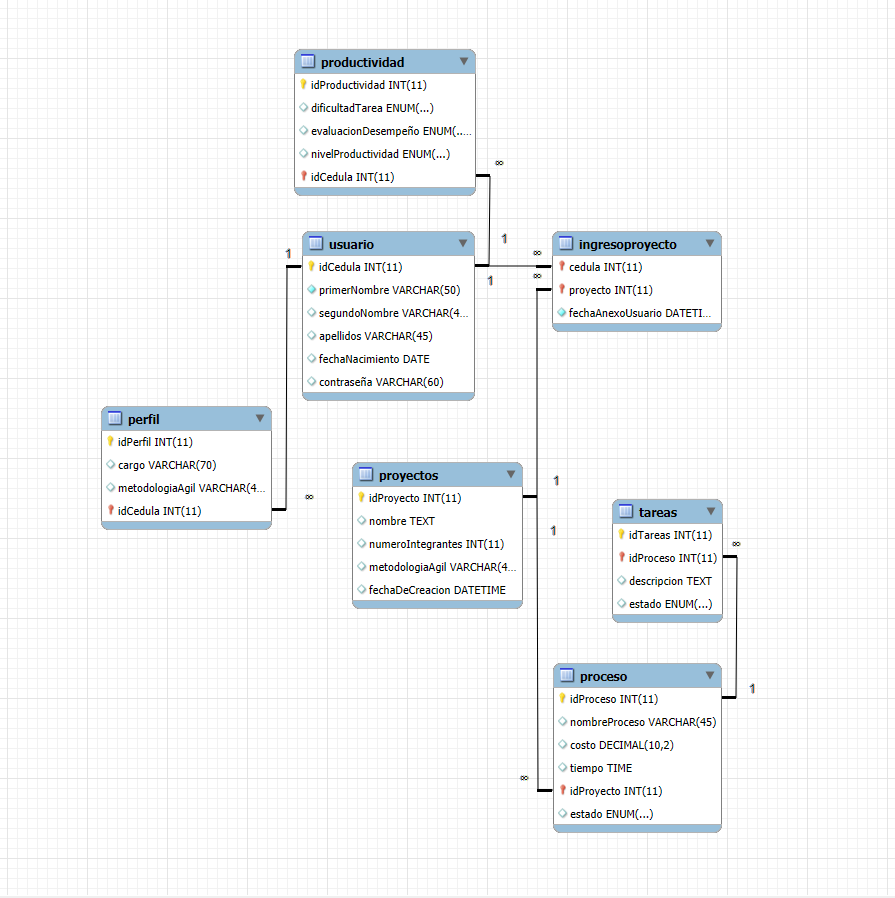 productividad
idProductividad INT(11)
dificultadTarea ENUM(...)
evaluacionDesempeño ENUM(...
nivelProductividad ENUM(...)
idCedula INT(11)
∞
1
usuario
idCedula INT(11)
primerNombre VARCHAR(50)
segundoNombre VARCHAR(4...
apellidos VARCHAR(45)
fechaNacimiento DATE
contraseña VARCHAR(60)
1
1
∞
∞
ingresoproyecto
cedula INT(11)
proyecto INT(11)
fechaAnexoUsuario DATETI...
perfil
idPerfil INT(11)
cargo VARCHAR(70)
metodologiaAgil VARCHAR(4...
idCedula INT(11)
∞
proyectos
idProyecto INT(11)
nombre TEXT
numeroIntegrantes INT(11)
metodologiaAgil VARCHAR(4...
fechaDeCreacion DATETIME
1
1
tareas
idTareas INT(11)
idProceso INT(11)
descripcion TEXT
estado ENUM(...)
∞
1
proceso
idProceso INT(11)
nombreProceso VARCHAR(45)
costo DECIMAL(10,2)
tiempo TIME
idProyecto INT(11)
estado ENUM(...)
∞